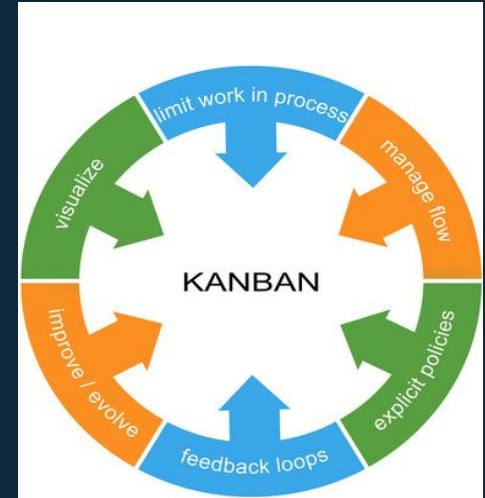 limit work in process
manage flow
explicit policies
feedback loops
improve / evolve
visualize
KANBAN